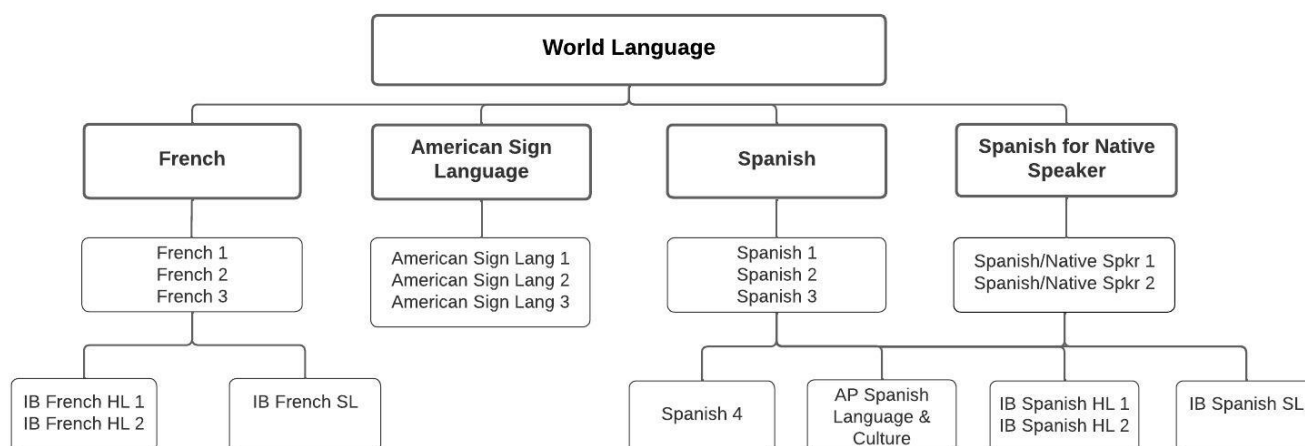 World Language
French
American Sign
Language
Spanish
Spanish for Native
Speaker
French 1
French 2
French 3
American Sign Lang 1
American Sign Lang 2
American Sign Lang 3
Spanish 1
Spanish 2
Spanish 3
Spanish/Native Spkr 1
Spanish/Native Spkr 2
IB French HL 1
IB French HL 2
IB French SL
Spanish 4
AP Spanish
Language &
Culture
IB Spanish HL 1
IB Spanish HL 2
IB Spanish SL